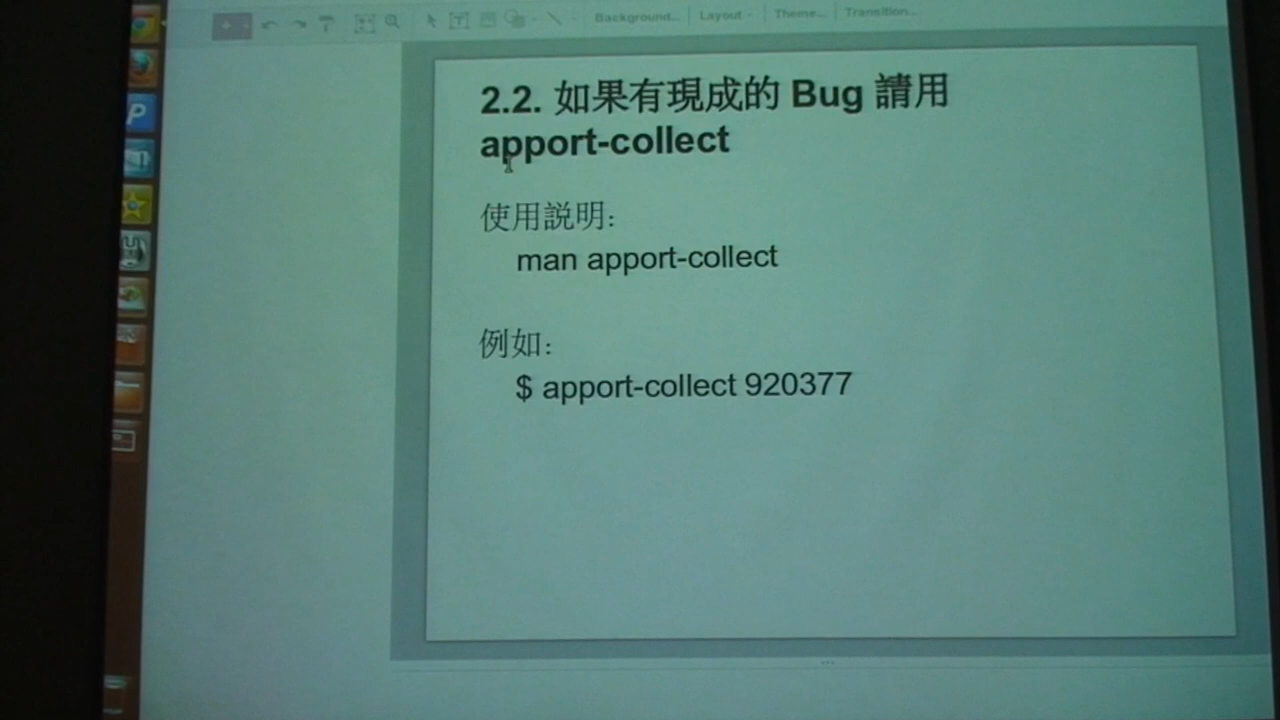 Background... Layout Theme... Transition...
2.2. 如果有現成的 Bug 請用
apport-collect
使用説明:
man apport-collect
例如:
$ apport-collect 920377